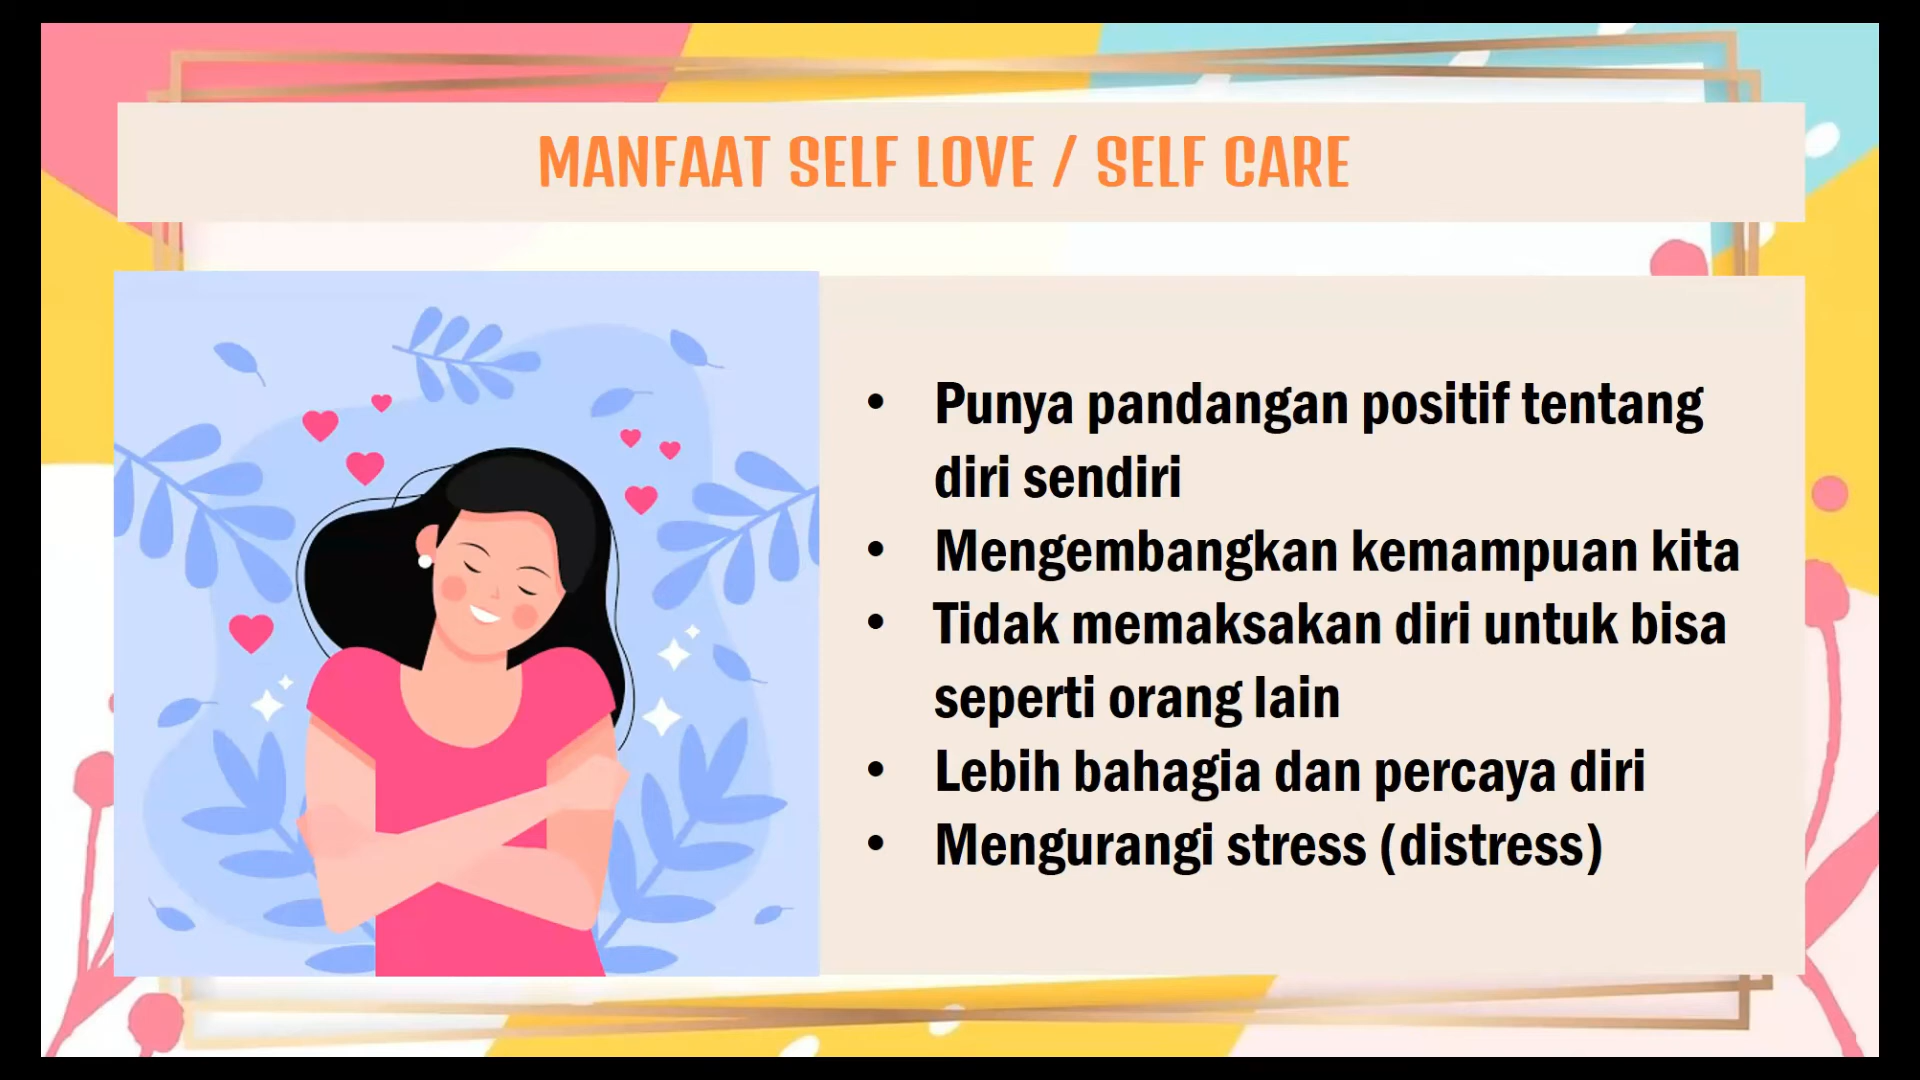 MANFAAT SELF LOVE / SELF CARE
• Punya pandangan positif tentang
diri sendiri
• Mengembangkan kemampuan kita
• Tidak memaksakan diri untuk bisa
seperti orang lain
• Lebih bahagia dan percaya diri
• Mengurangi stress (distress)